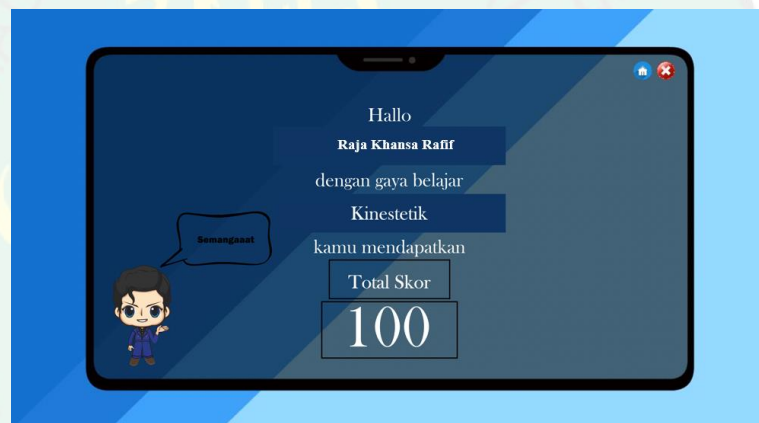 Hallo
Raja Khansa Rafif
dengan gaya belajar
Kinestetik
Semangaaat
kamu mendapatkan
Total Skor
100